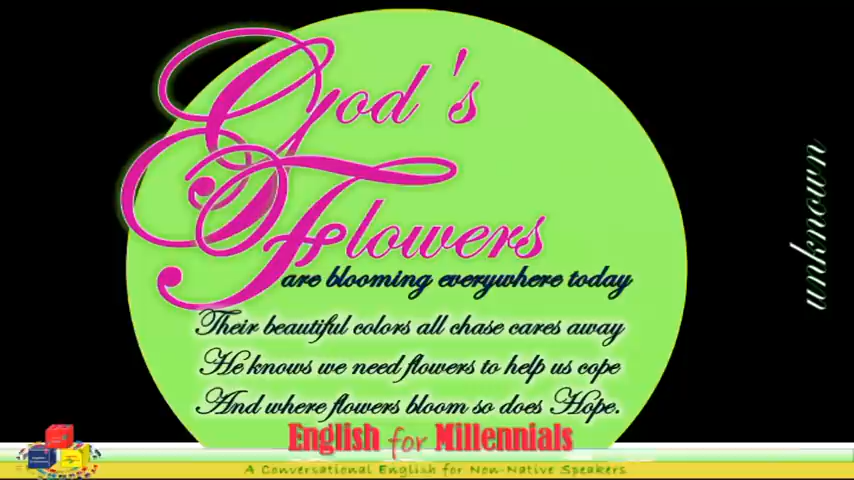 God's
Flowers
are blooming everywhere today
Their beautiful colors all chase cares away
He knows we need flowers to help us cope
And where flowers bloom so does Hope.
unknown
English for Millennials
A Conversational English for Non-Native Speakers